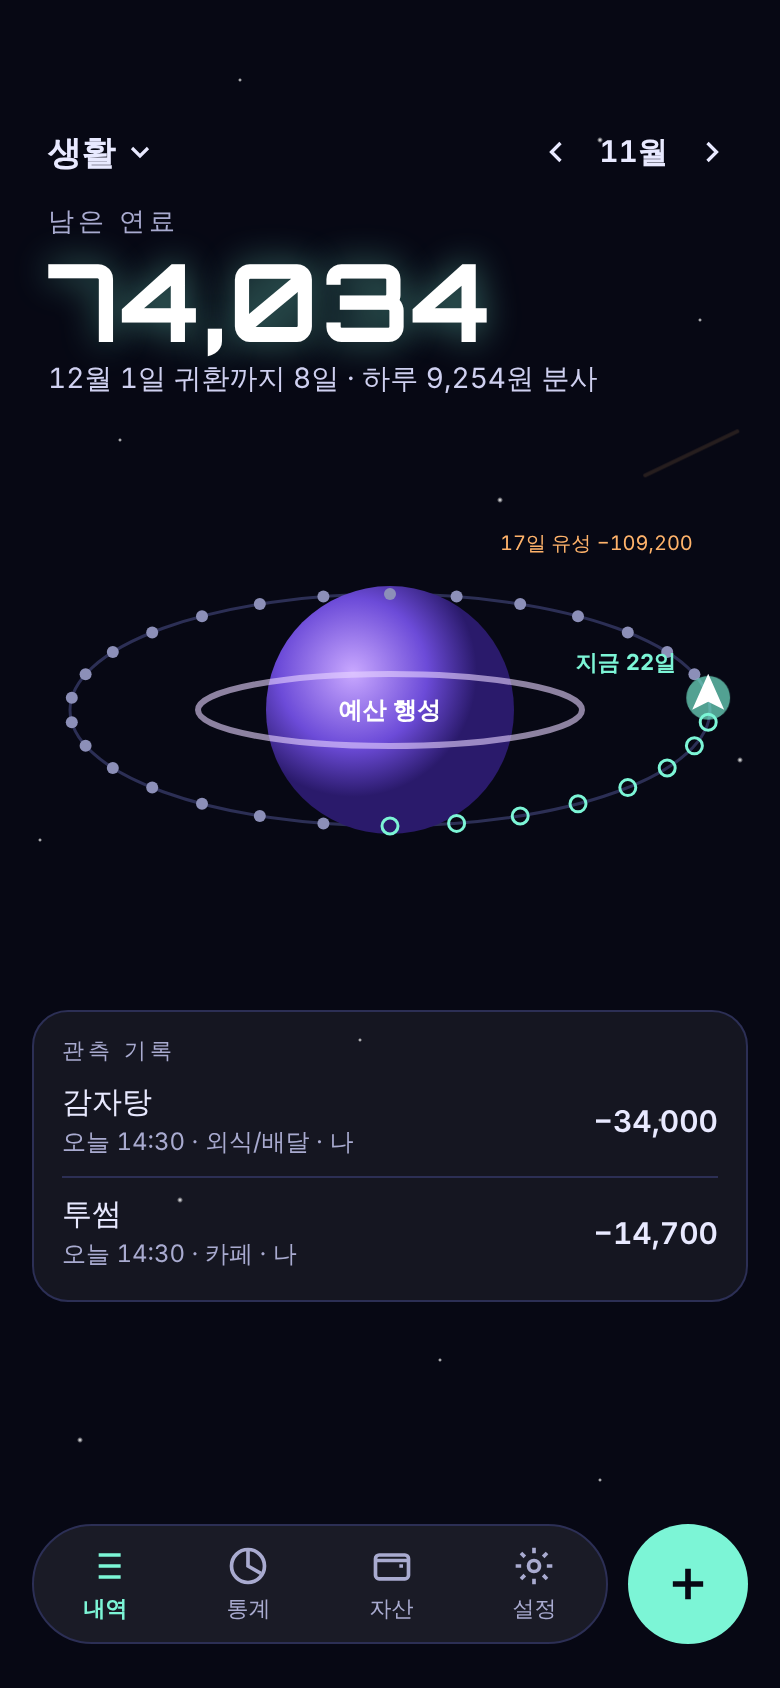 생활
11월
남은 연료
74,034
12월 1일 귀환까지 8일 · 하루 9,254원 분사
17일 유성 −109,200
지금 22일
예산 행성
관측 기록
감자탕
−34,000
오늘 14:30 · 외식/배달 · 나
투썸
−14,700
오늘 14:30 · 카페 · 나
내역
통계
자산
설정